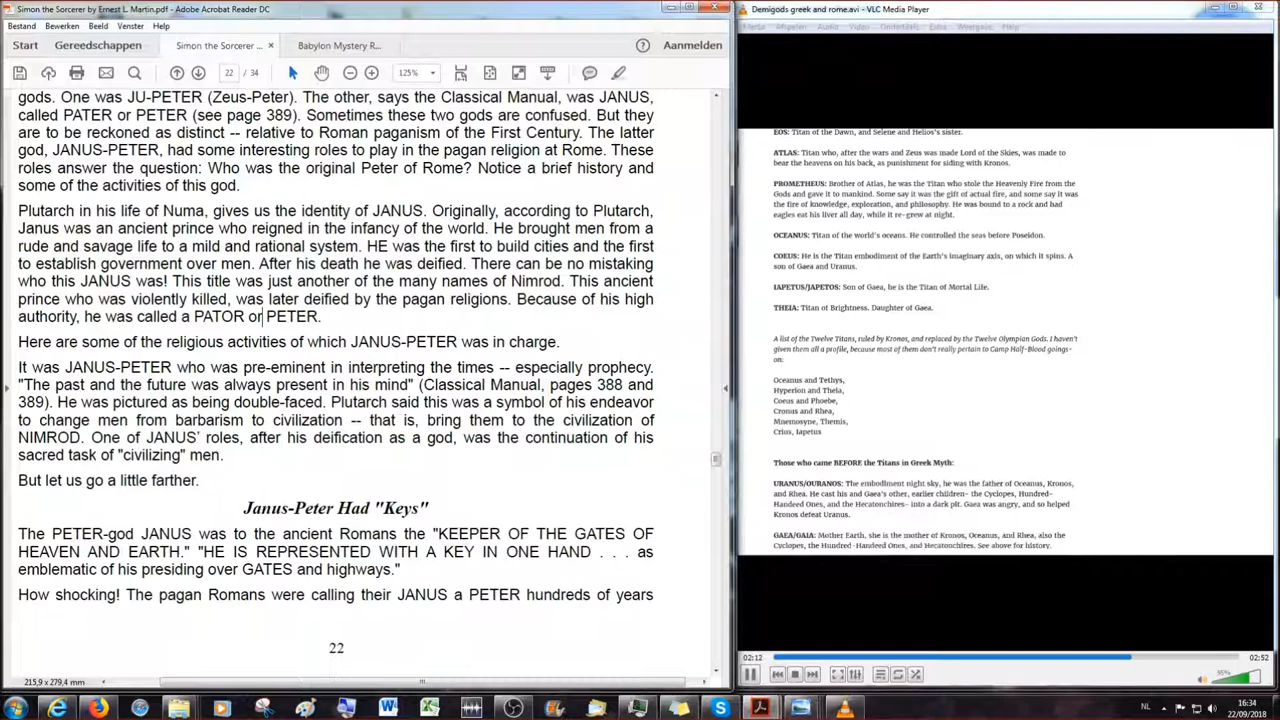 Simon the Sorcerer by Ernest L. Martin.pdf - Adobe Acrobat Reader DC
Bestand Bewerken Beeld Venster Help
Start Gereedschappen Simon the Sorcerer ... × Babylon Mystery R... Aanmelden
22 / 34 125%
gods. One was JU-PETER (Zeus-Peter). The other, says the Classical Manual, was JANUS,
called PATER or PETER (see page 389). Sometimes these two gods are confused. But they
are to be reckoned as distinct -- relative to Roman paganism of the First Century. The latter
god, JANUS-PETER, had some interesting roles to play in the pagan religion at Rome. These
roles answer the question: Who was the original Peter of Rome? Notice a brief history and
some of the activities of this god.
Plutarch in his life of Numa, gives us the identity of JANUS. Originally, according to Plutarch,
Janus was an ancient prince who reigned in the infancy of the world. He brought men from a
rude and savage life to a mild and rational system. HE was the first to build cities and the first
to establish government over men. After his death he was deified. There can be no mistaking
who this JANUS was! This title was just another of the many names of Nimrod. This ancient
prince who was violently killed, was later deified by the pagan religions. Because of his high
authority, he was called a PATOR or PETER.
Here are some of the religious activities of which JANUS-PETER was in charge.
It was JANUS-PETER who was pre-eminent in interpreting the times -- especially prophecy.
"The past and the future was always present in his mind" (Classical Manual, pages 388 and
389). He was pictured as being double-faced. Plutarch said this was a symbol of his endeavor
to change men from barbarism to civilization -- that is, bring them to the civilization of
NIMROD. One of JANUS' roles, after his deification as a god, was the continuation of his
sacred task of "civilizing" men.
But let us go a little farther.
Janus-Petal Had "Keys"
The PETER-god JANUS was to the ancient Romans the "KEEPER OF THE GATES OF
HEAVEN AND EARTH." "HE IS REPRESENTED WITH A KEY IN ONE HAND . . . as
emblematic of his presiding over GATES and highways."
How shocking! The pagan Romans were calling their JANUS a PETER hundreds of years
22
215,9 x 279,4 mm
Demigods greek and rome.avi - VLC Media Player
Media Afspelen Audio Video Ondertitels Extra Weergave Help
EOS: Titan of the Dawn, and Selene and Helios's sister.
ATLAS: Titan who, after the wars and Zeus was made Lord of the Skies, was made to
bear the heavens on his back, as punishment for siding with Kronos.
PROMETHEUS: Brother of Atlas, he was the Titan who stole the Heavenly Fire from the
Gods and gave it to mankind. Some say it was the gift of actual fire, and some say it was
the fire of knowledge, exploration, and philosophy. He was bound to a rock and had
eagles eat his liver all day, while it re-grew at night.
OCEANUS: Titan of the world's oceans. He controlled the seas before Poseidon.
COEUS: He is the Titan embodiment of the Earth's imaginary axis, on which it spins. A
son of Gaea and Uranus.
IAPETUS/JAPETOS: Son of Gaea, he is the Titan of Mortal Life.
THEIA: Titan of Brightness. Daughter of Gaea.
A list of the Twelve Titans, ruled by Kronos, and replaced by the Twelve Olympian Gods. I haven't
given them all a profile, because most of them don't really pertain to Camp Half-Blood goings-
on:
Oceanus and Tethys,
Hyperion and Theia,
Coeus and Phoebe,
Cronus and Rhea,
Mnemosyne, Themis,
Crius, Iapetus
Those who came BEFORE the Titans in Greek Myth:
URANUS/OURANOS: The embodiment night sky, he was the father of Oceanus, Kronos,
and Rhea. He cast his and Gaea's other, earlier children- the Cyclopes, Hundred-
Handeed Ones, and the Hecatonchires- into a dark pit. Gaea was angry, and so helped
Kronos defeat Uranus.
GAEA/GAIA: Mother Earth, she is the mother of Kronos, Oceanus, and Rhea, also the
Cyclopes, the Hundred-Handeed Ones, and Hecatonchires. See above for history.
02:12 02:52
95%
NL 16:34
22/09/2018